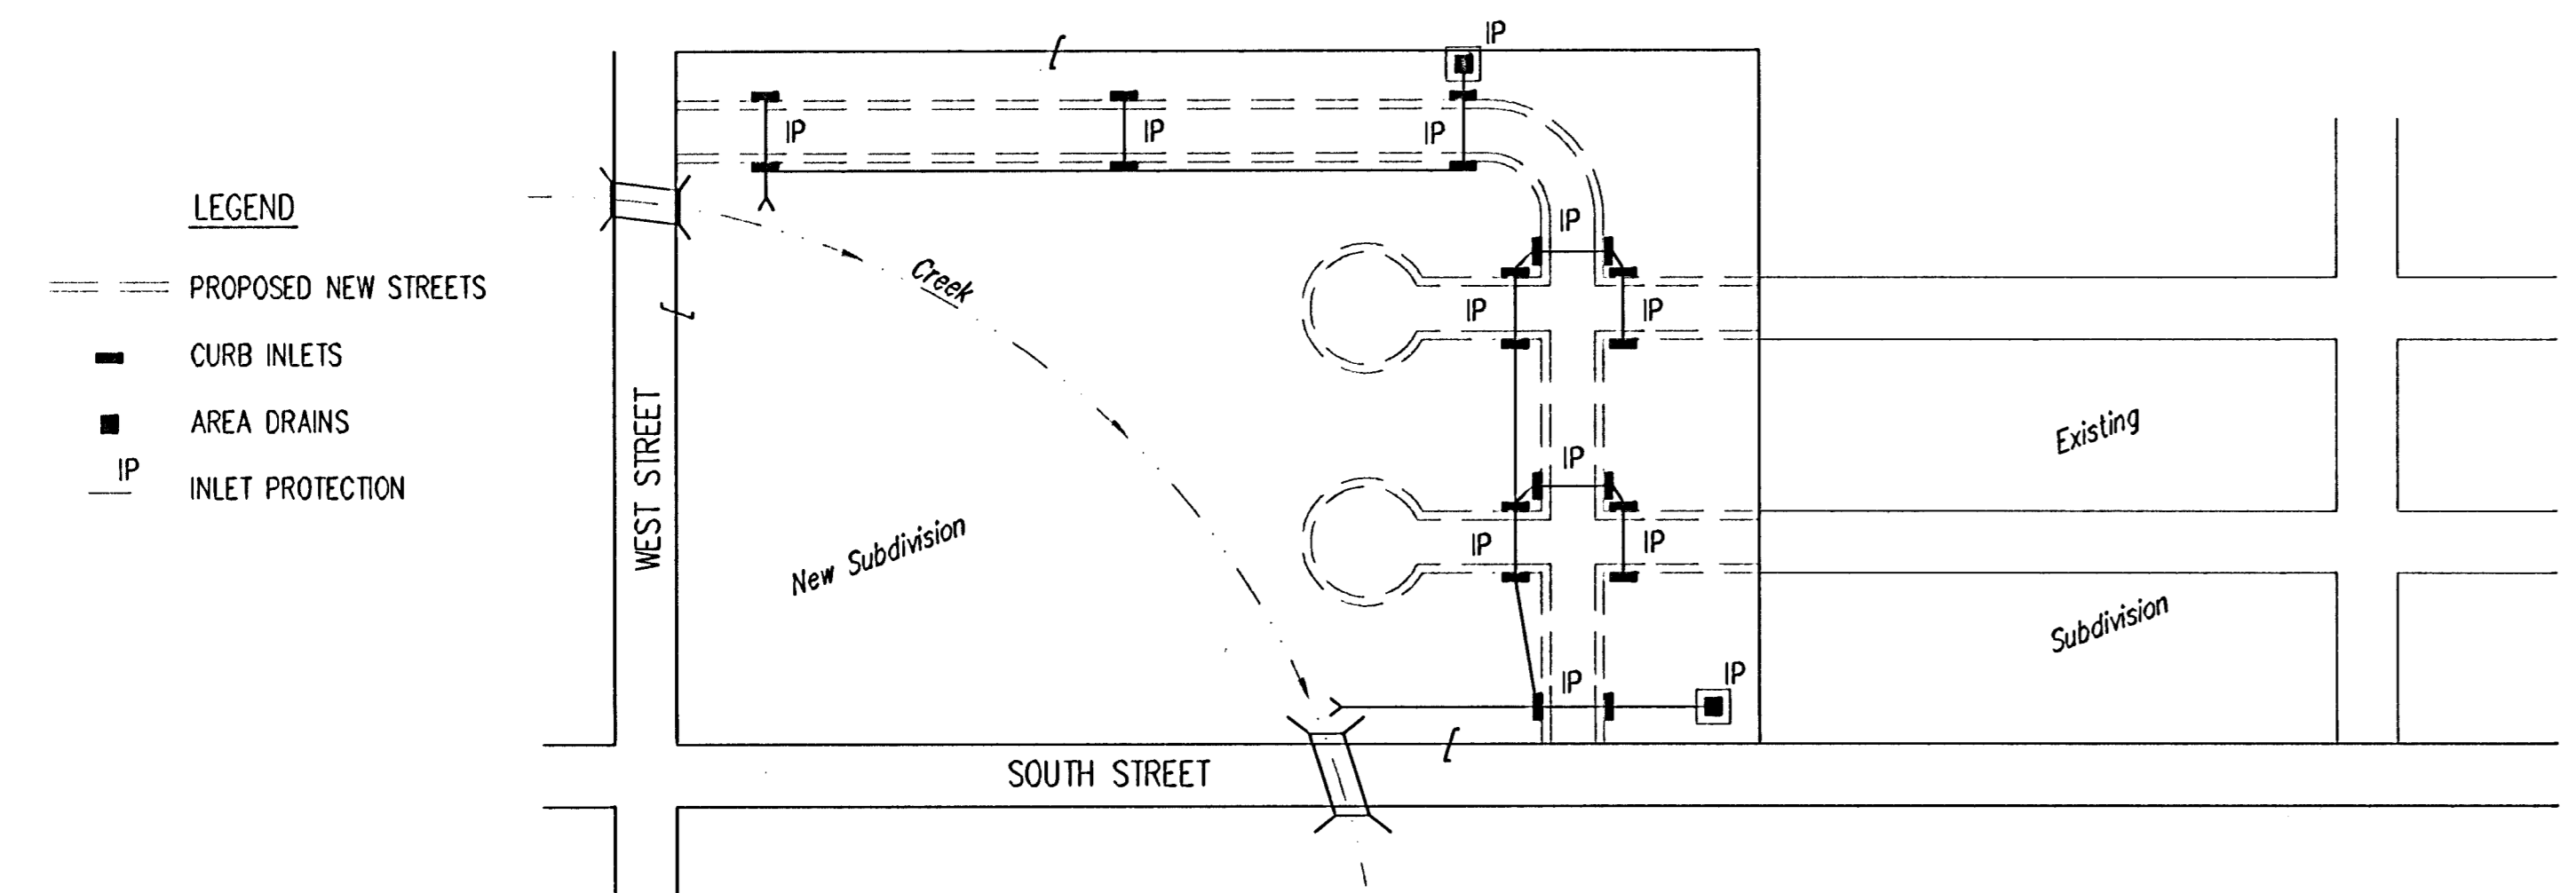 LEGEND
PROPOSED NEW STREETS
CURB INLETS
AREA DRAINS
IP
INLET PROTECTION
IP
IP
IP
IP
IP
IP
IP
IP
IP
IP
IP
IP
Creek
WEST STREET
New Subdivision
Existing
Subdivision
SOUTH STREET